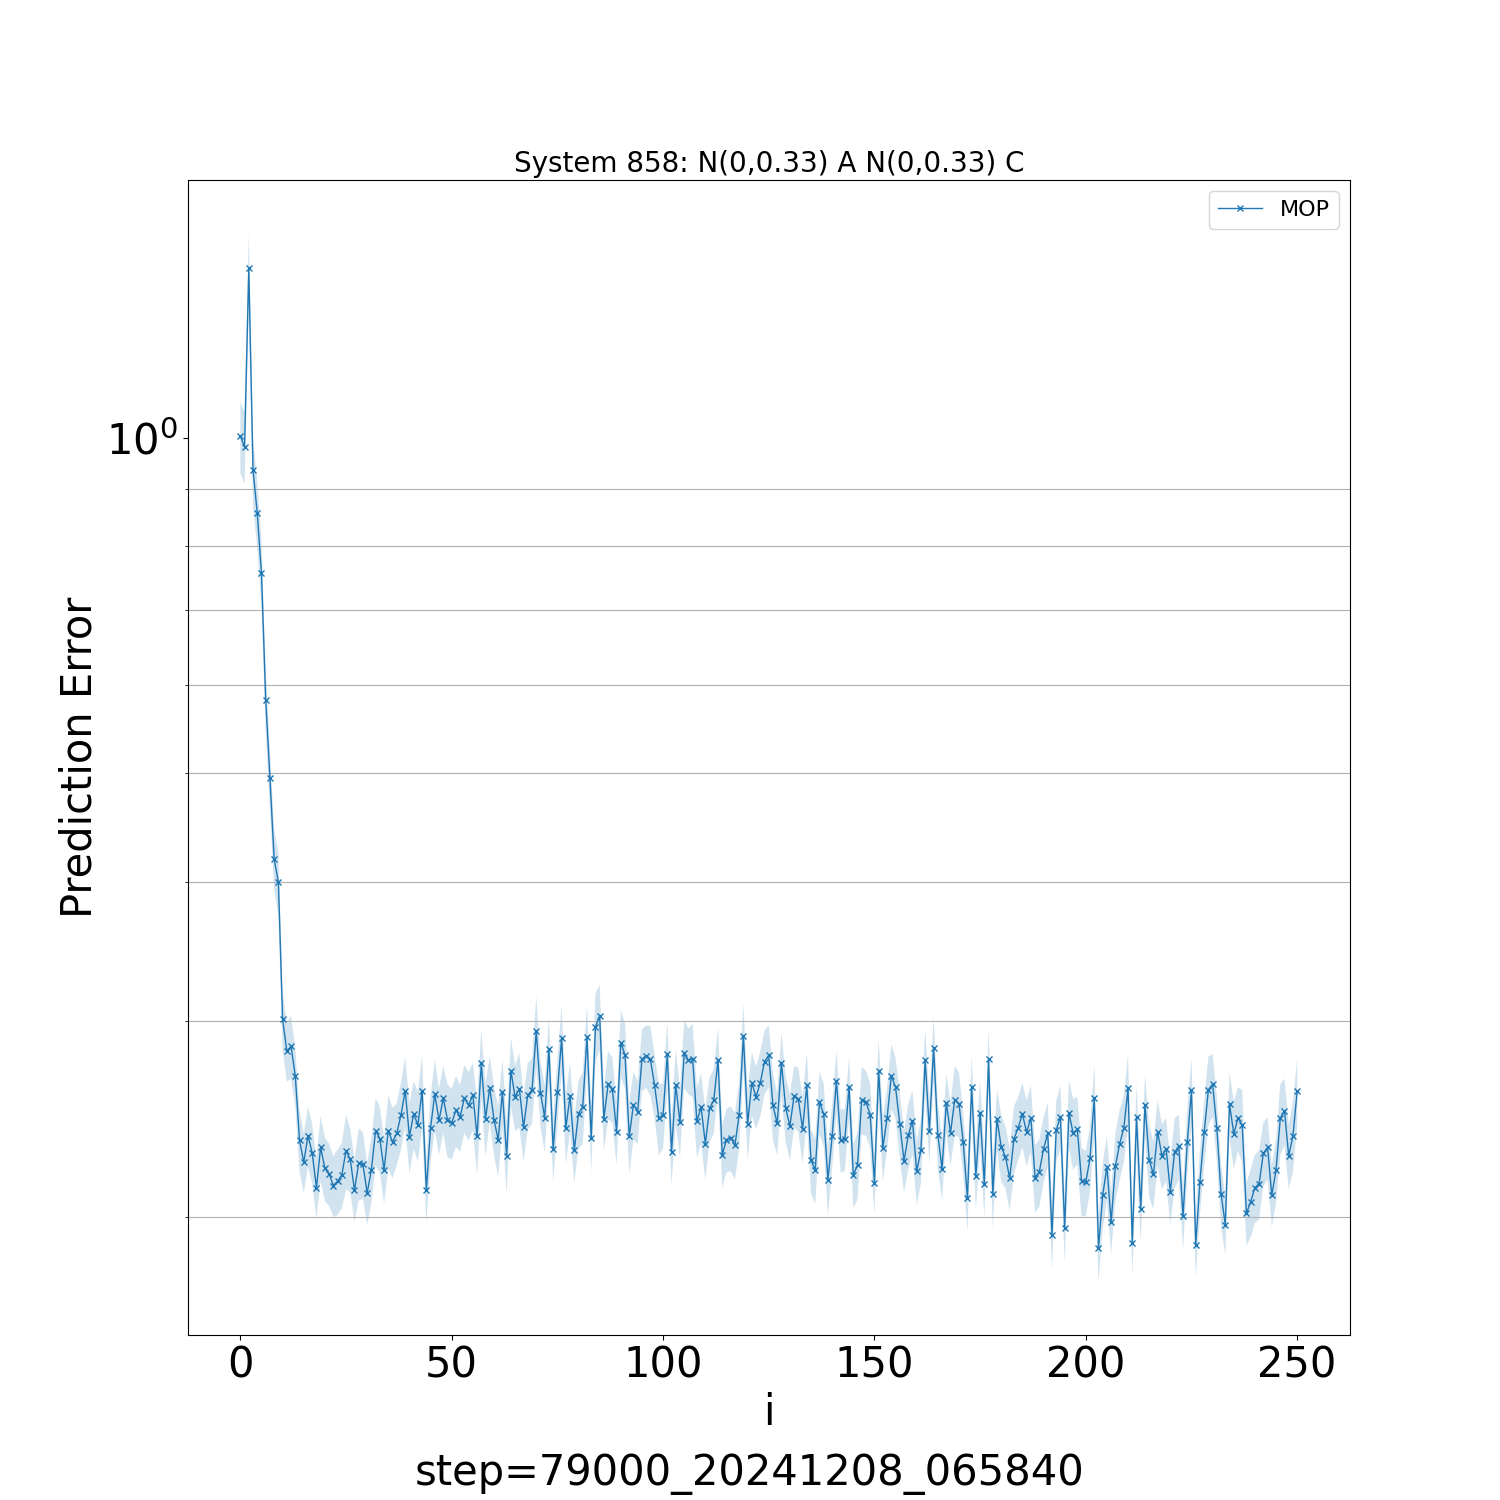 System 858: N(0,0.33) A N(0,0.33) C
MOP
10⁰
Prediction Error
0 50 100 150 200 250
i
step=79000_20241208_065840